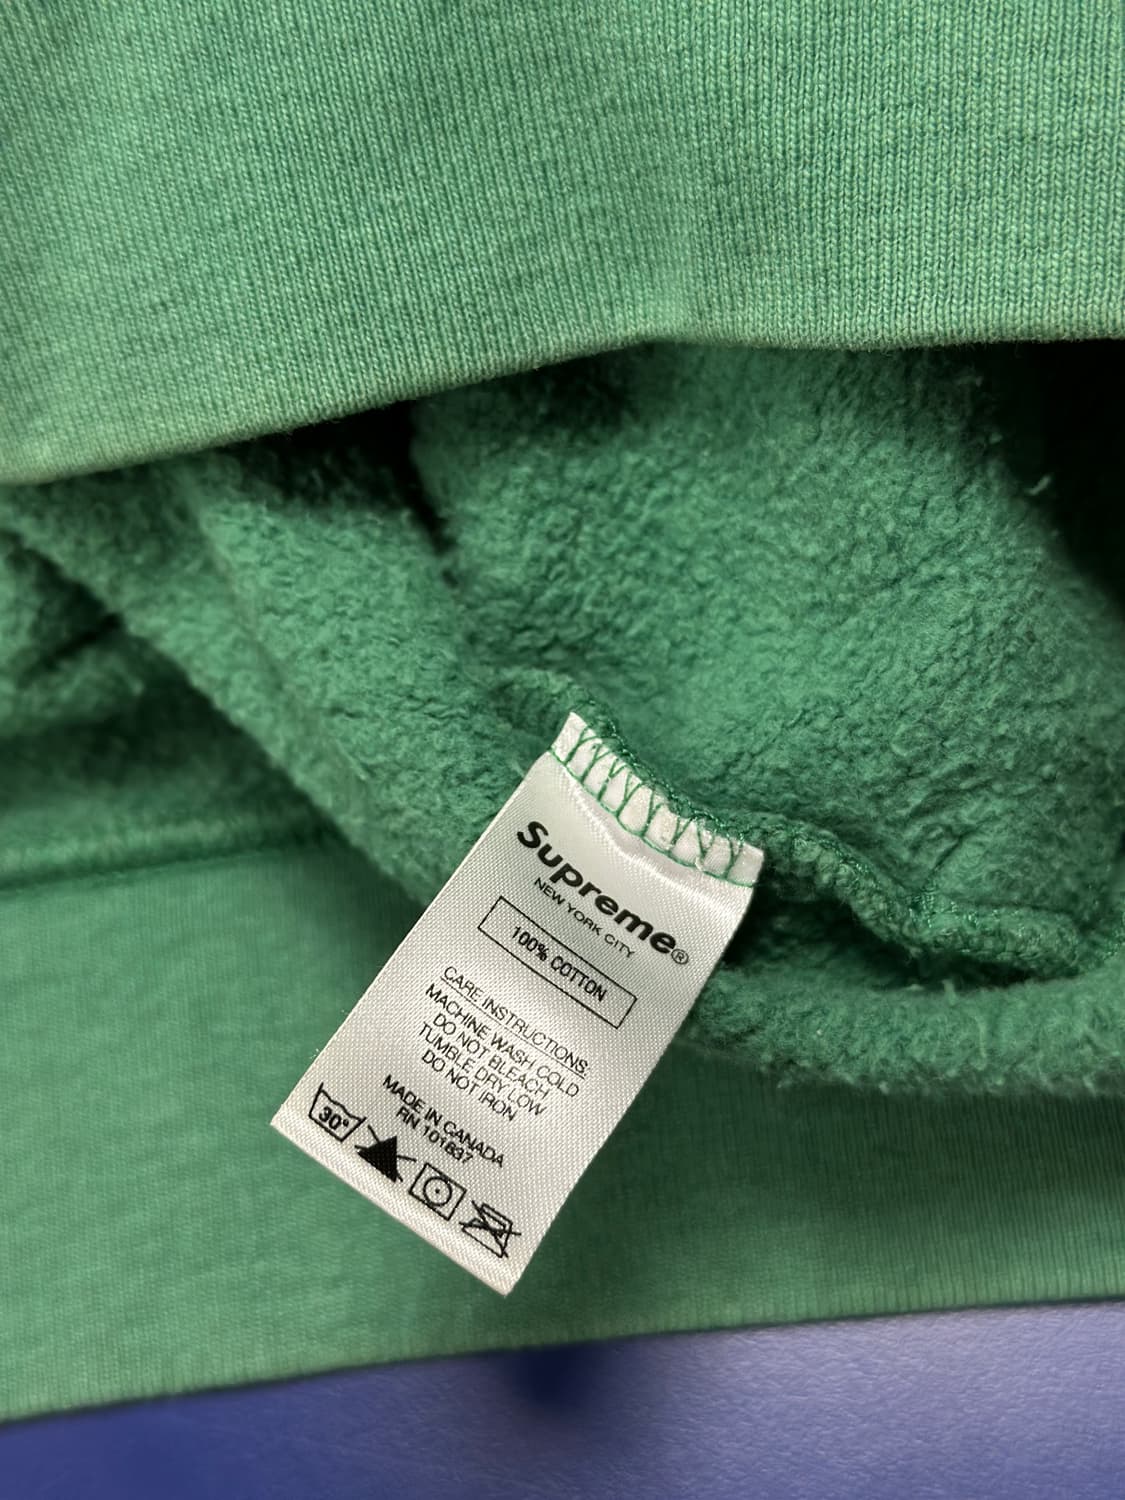 Supreme®
NEW YORK CITY
100% COTTON
CARE INSTRUCTIONS:
MACHINE WASH COLD
DO NOT BLEACH
TUMBLE DRY LOW
DO NOT IRON
MADE IN CANADA
RN 101837
30°